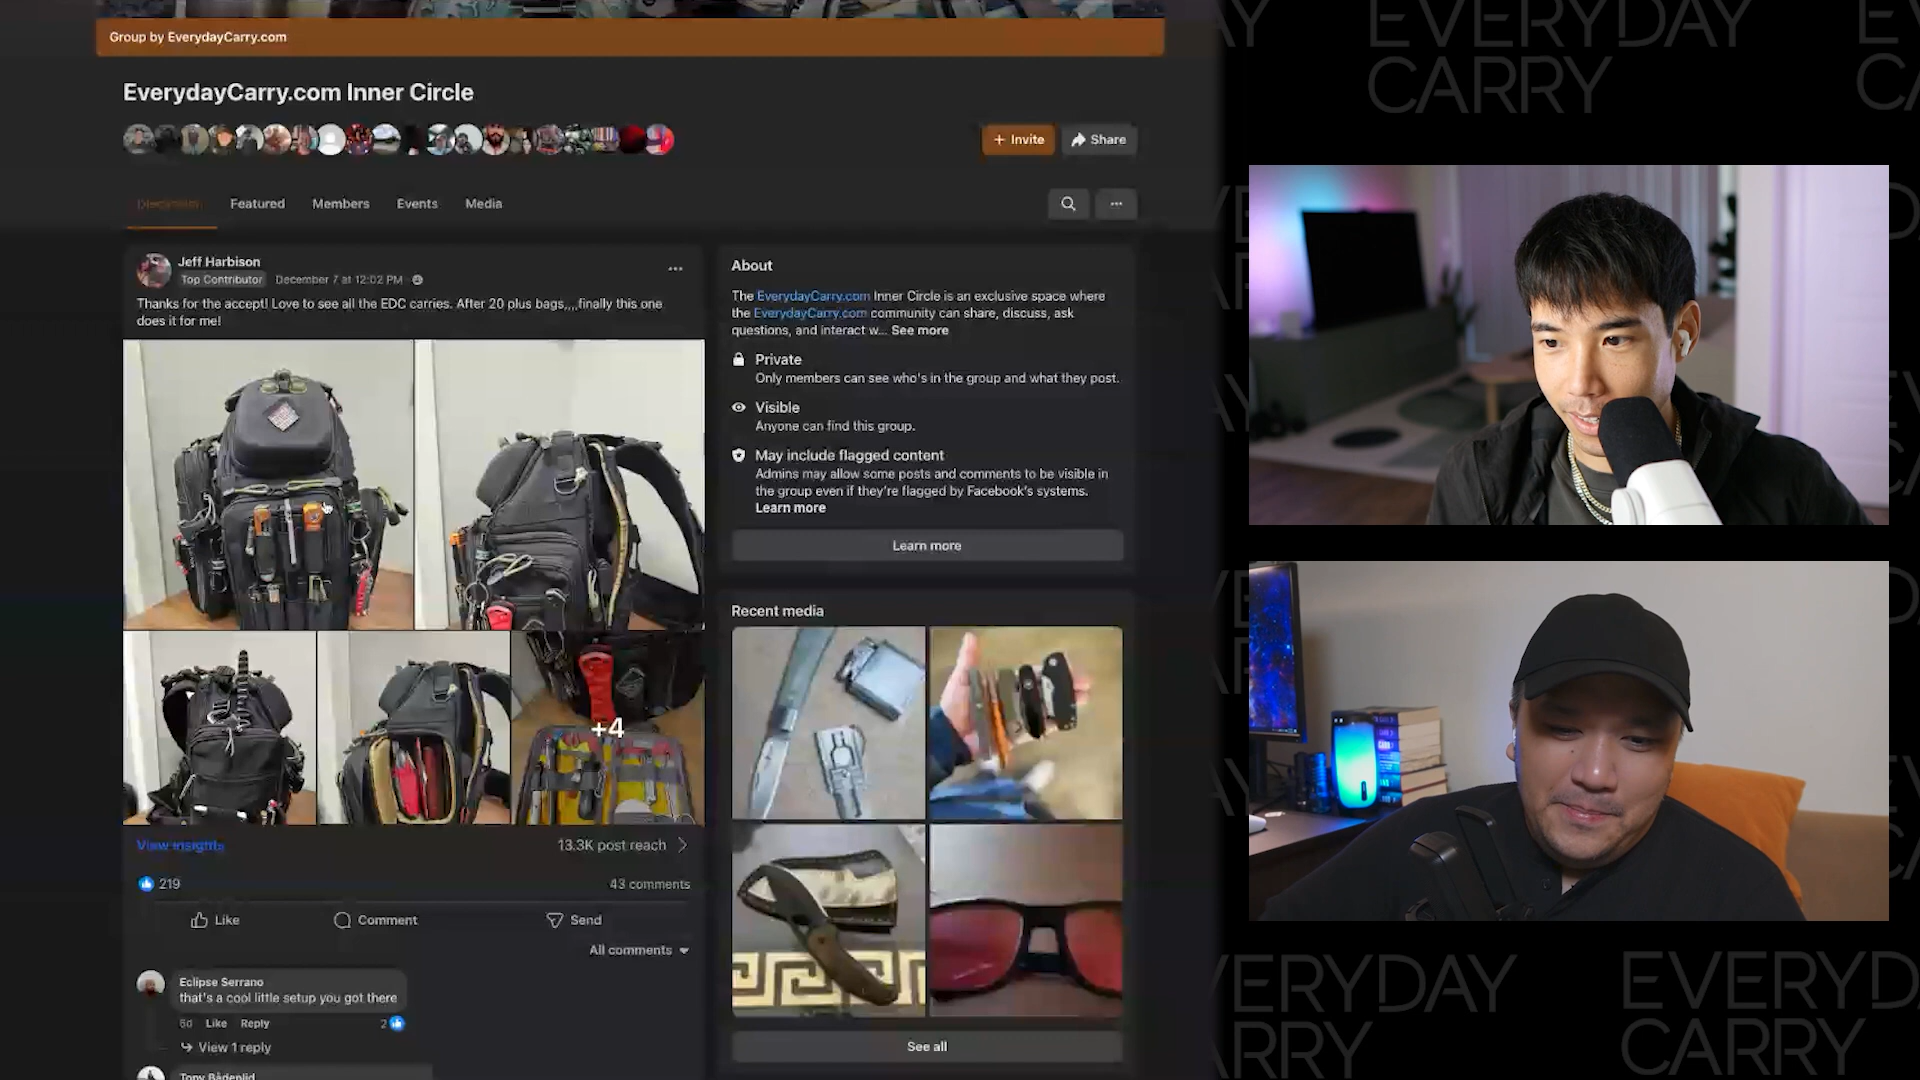 Group by EverydayCarry.com
EverydayCarry.com Inner Circle
+ Invite
Share
Discussion
Featured
Members
Events
Media
Jeff Harbison
Top Contributor
December 7 at 12:02 PM
Thanks for the accept! Love to see all the EDC carries. After 20 plus bags,,,,finally this one
does it for me!
+4
View insights
13.3K post reach
219
43 comments
Like
Comment
Send
All comments
Eclipse Serrano
that's a cool little setup you got there
6d Like Reply
2
View 1 reply
Tony Bådenlid
About
The EverydayCarry.com Inner Circle is an exclusive space where
the EverydayCarry.com community can share, discuss, ask
questions, and interact w... See more
Private
Only members can see who's in the group and what they post.
Visible
Anyone can find this group.
May include flagged content
Admins may allow some posts and comments to be visible in
the group even if they're flagged by Facebook's systems.
Learn more
Learn more
Recent media
See all
EVERYDAY
CARRY
EVERYDAY
CARRY